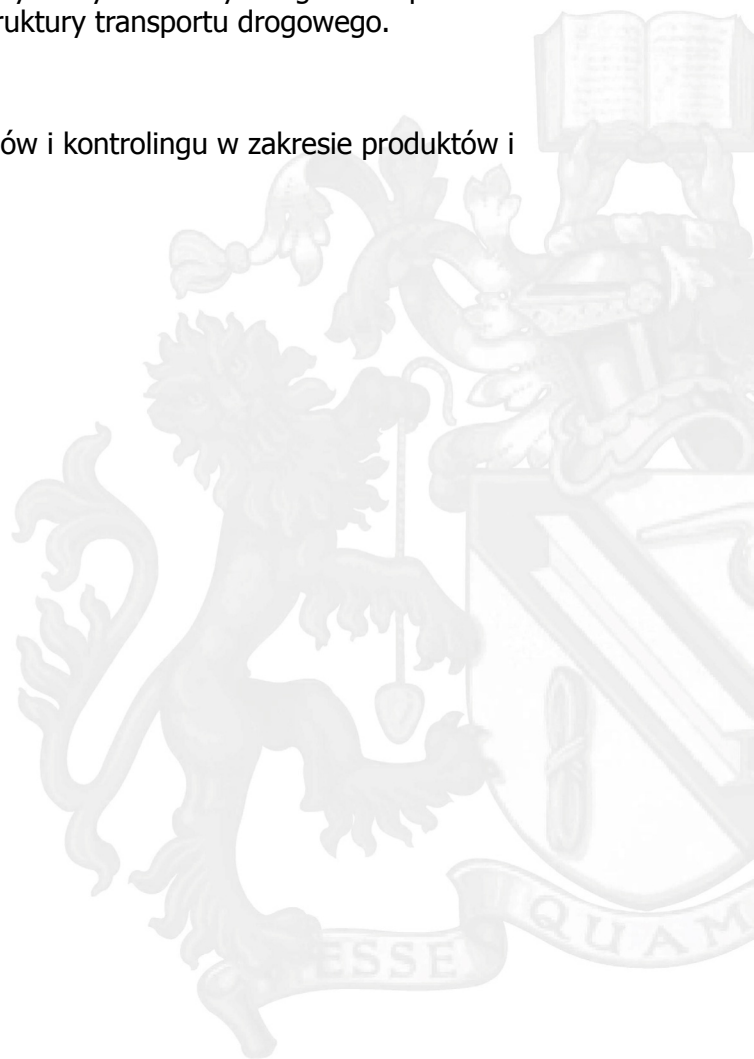 ruktury transportu drogowego.
ów i kontrolingu w zakresie produktów i
ESSE
QUAM